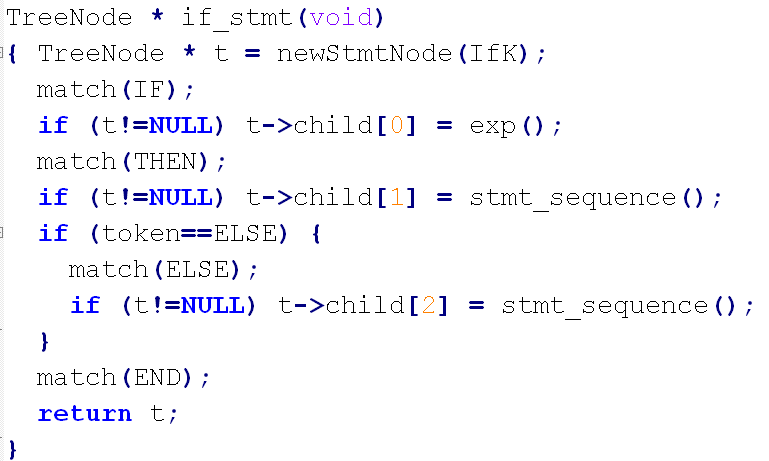 TreeNode * if_stmt(void)
{ TreeNode * t = newStmtNode(IfK);
  match(IF);
  if (t!=NULL) t->child[0] = exp();
  match(THEN);
  if (t!=NULL) t->child[1] = stmt_sequence();
  if (token==ELSE) {
    match(ELSE);
    if (t!=NULL) t->child[2] = stmt_sequence();
  }
  match(END);
  return t;
}